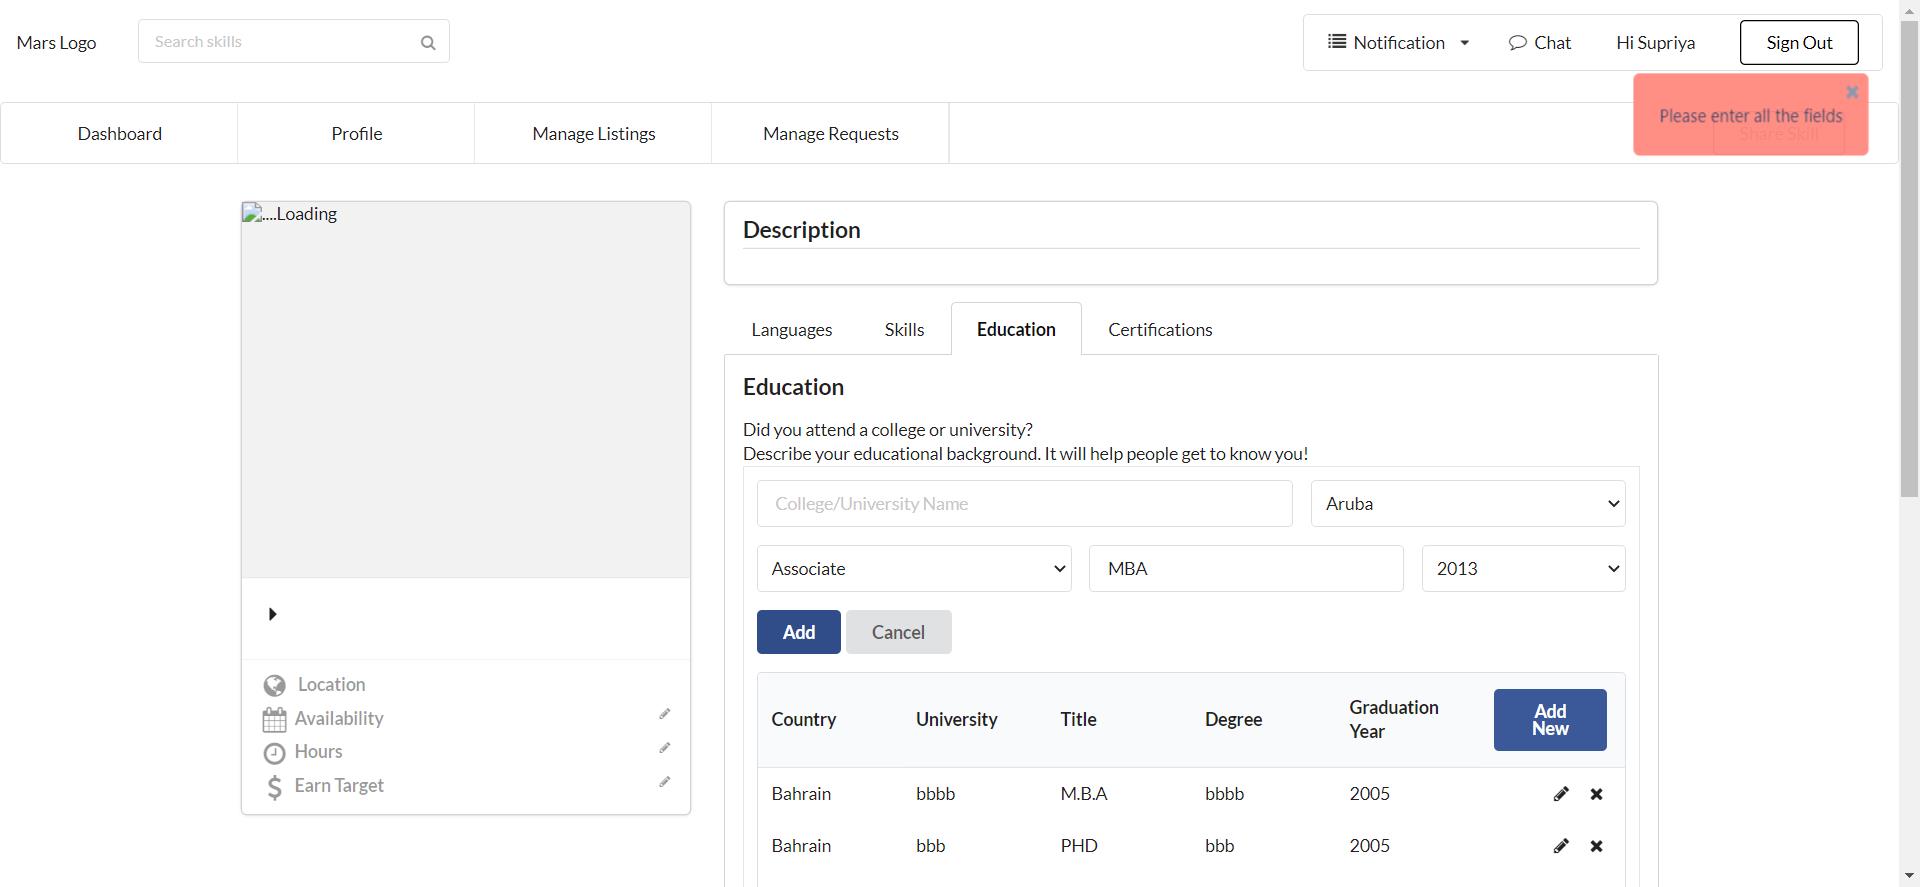 Mars Logo
Search skills
Notification
Chat
Hi Supriya
Sign Out
Please enter all the fields
Share Skill
Dashboard
Profile
Manage Listings
Manage Requests
....Loading
Description
Languages
Skills
Education
Certifications
Education
Did you attend a college or university?
Describe your educational background. It will help people get to know you!
College/University Name
Aruba
Associate
MBA
2013
Add
Cancel
Location
Availability
Hours
Earn Target
Country
University
Title
Degree
Graduation
Year
Add
New
Bahrain
bbbb
M.B.A
bbbb
2005
Bahrain
bbb
PHD
bbb
2005